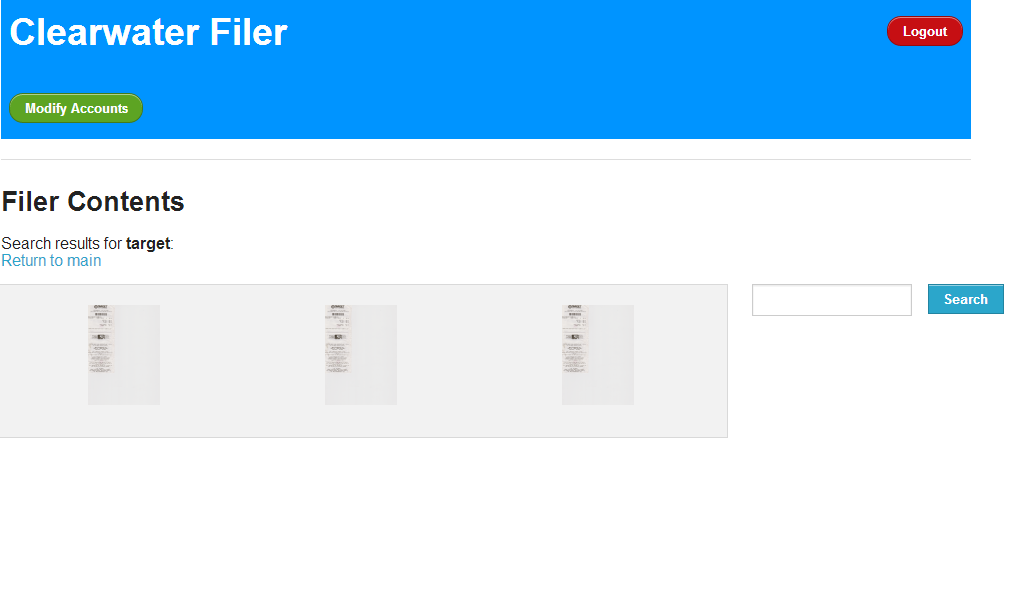 Clearwater Filer
Logout
Modify Accounts
Filer Contents
Search results for target:
Return to main
Search